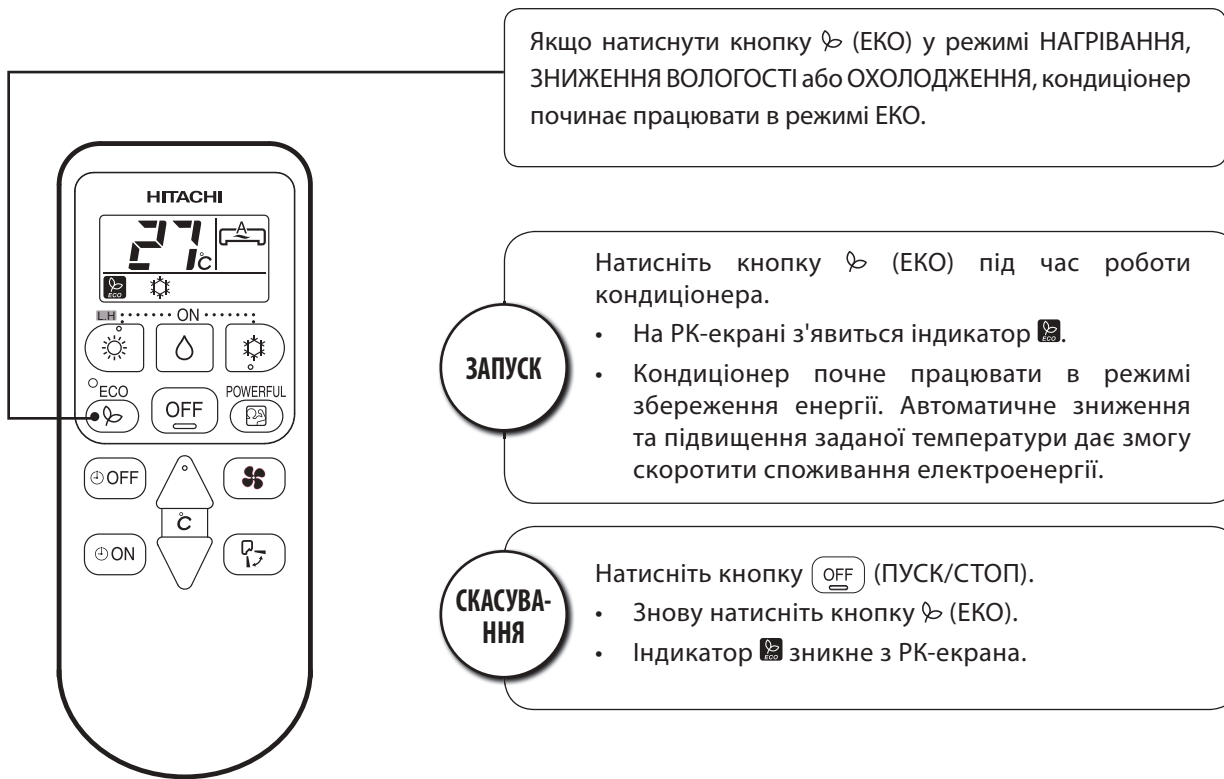 Якщо натиснути кнопку (ЕКО) у режимі НАГРІВАННЯ,
ЗНИЖЕННЯ ВОЛОГОСТІ або ОХОЛОДЖЕННЯ, кондиціонер
починає працювати в режимі ЕКО.
HITACHI
27°C
A
ECO
L.H ON
ECO
OFF
POWERFUL
OFF
°C
ON
ЗАПУСК
Натисніть кнопку (ЕКО) під час роботи
кондиціонера.
• На РК-екрані з'явиться індикатор ECO.
• Кондиціонер почне працювати в режимі
збереження енергії. Автоматичне зниження
та підвищення заданої температури дає змогу
скоротити споживання електроенергії.
СКАСУВА-
ННЯ
Натисніть кнопку OFF (ПУСК/СТОП).
• Знову натисніть кнопку (ЕКО).
• Індикатор ECO зникне з РК-екрана.